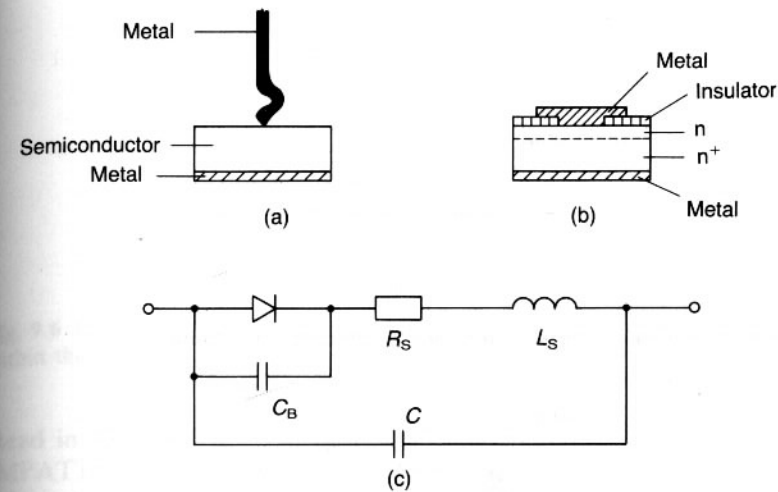 Metal
Metal
Insulator
Semiconductor
n
Metal
n⁺
Metal
(a)
(b)
R_S
L_S
C_B
C
(c)